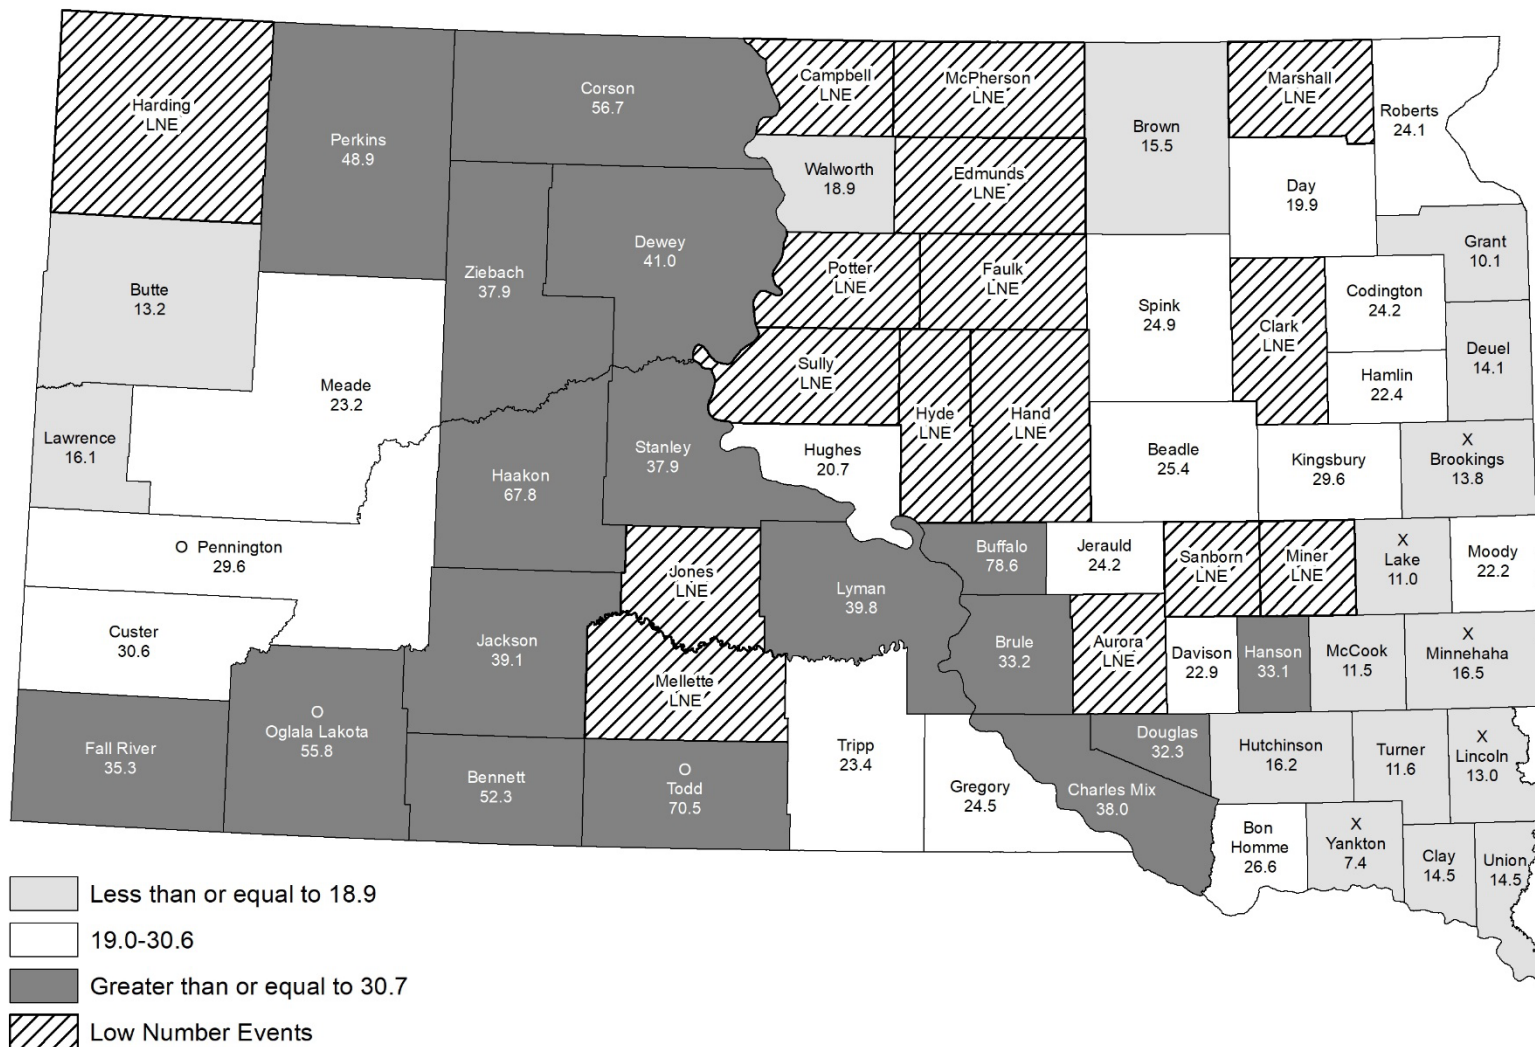 Harding
LNE
Perkins
48.9
Corson
56.7
Campbell
LNE
McPherson
LNE
Brown
15.5
Marshall
LNE
Roberts
24.1
Walworth
18.9
Edmunds
LNE
Day
19.9
Butte
13.2
Ziebach
37.9
Dewey
41.0
Potter
LNE
Faulk
LNE
Spink
24.9
Clark
LNE
Codington
24.2
Grant
10.1
Meade
23.2
Sully
LNE
Hamlin
22.4
Deuel
14.1
Lawrence
16.1
Haakon
67.8
Stanley
37.9
Hughes
20.7
Hyde
LNE
Hand
LNE
Beadle
25.4
Kingsbury
29.6
X
Brookings
13.8
O Pennington
29.6
Jones
LNE
Lyman
39.8
Buffalo
78.6
Jerauld
24.2
Sanborn
LNE
Miner
LNE
X
Lake
11.0
Moody
22.2
Custer
30.6
Jackson
39.1
Mellette
LNE
Brule
33.2
Aurora
LNE
Davison
22.9
Hanson
33.1
McCook
11.5
X
Minnehaha
16.5
Fall River
35.3
O
Oglala Lakota
55.8
Bennett
52.3
O
Todd
70.5
Tripp
23.4
Gregory
24.5
Charles Mix
38.0
Douglas
32.3
Hutchinson
16.2
Turner
11.6
X
Lincoln
13.0
Bon
Homme
26.6
X
Yankton
7.4
Clay
14.5
Union
14.5
Less than or equal to 18.9
19.0-30.6
Greater than or equal to 30.7
Low Number Events